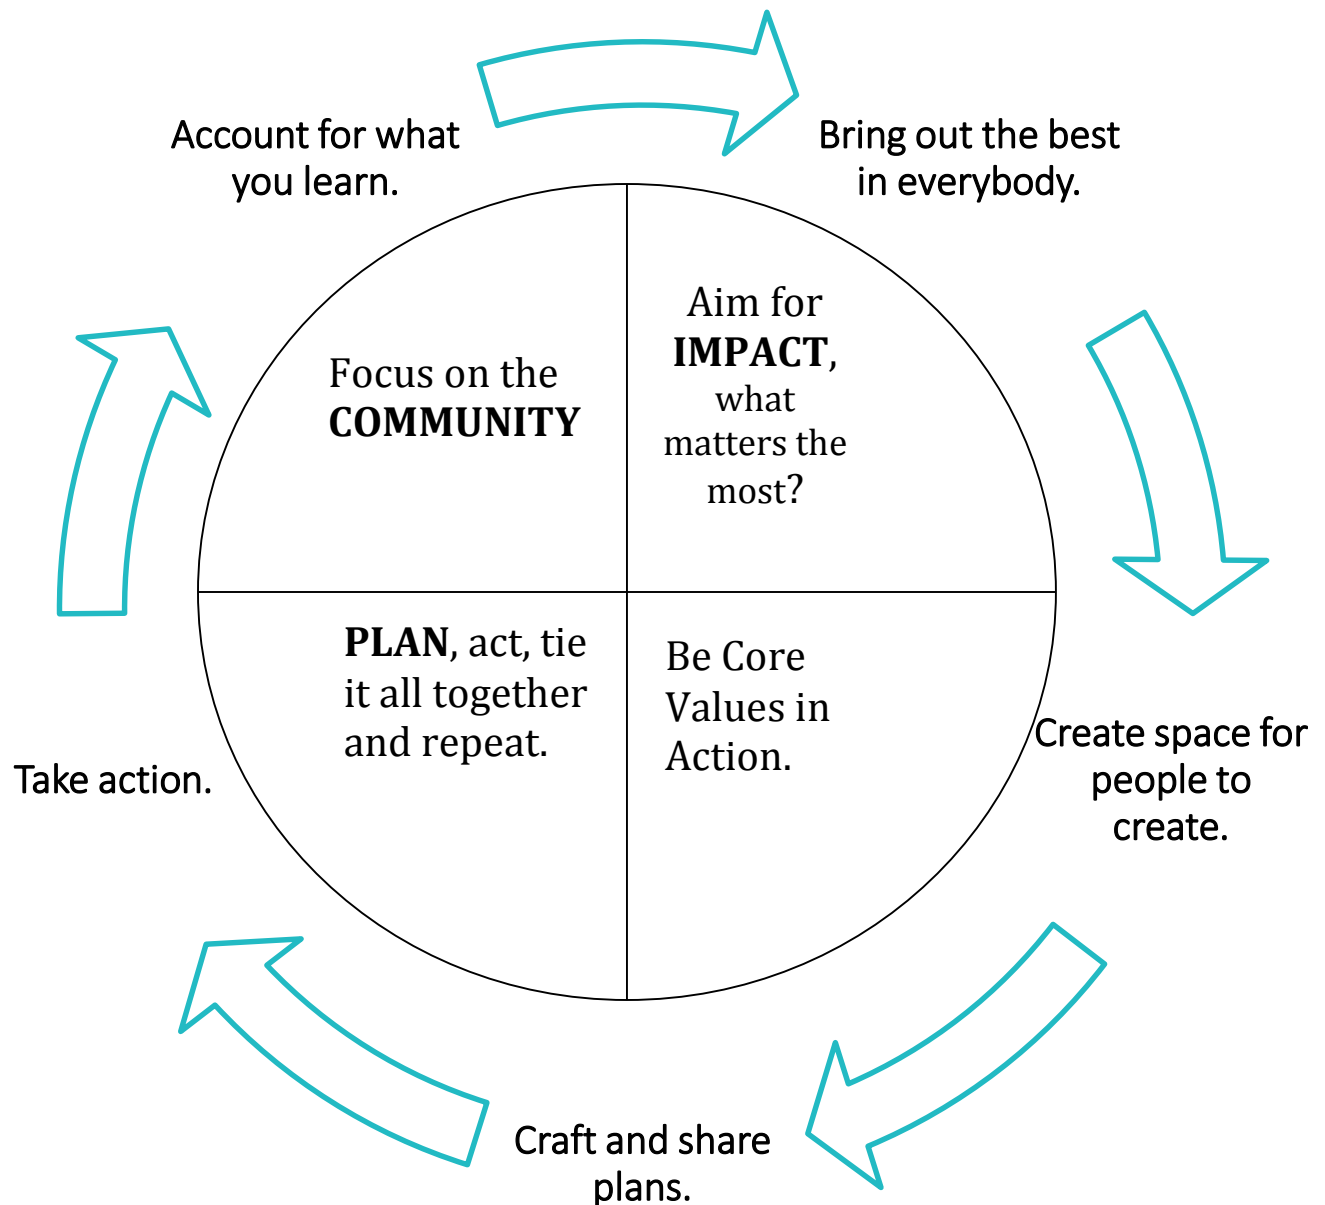 Account for what
you learn.
Bring out the best
in everybody.
Focus on the
COMMUNITY
Aim for
IMPACT,
what
matters the
most?
PLAN, act, tie
it all together
and repeat.
Be Core
Values in
Action.
Take action.
Create space for
people to
create.
Craft and share
plans.